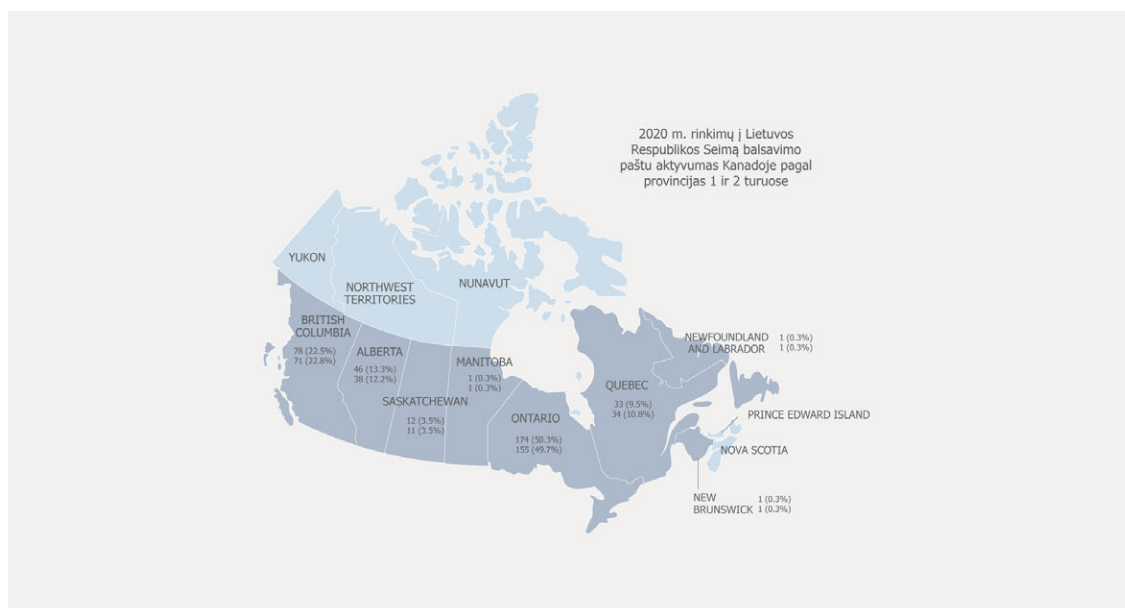 2020 m. rinkimų į Lietuvos
Respublikos Seimą balsavimo
paštu aktyvumas Kanadoje pagal
provincijas 1 ir 2 turuose
YUKON
NORTHWEST
TERRITORIES
NUNAVUT
BRITISH
COLUMBIA
78 (22.5%)
71 (22.8%)
ALBERTA
46 (13.3%)
38 (12.2%)
SASKATCHEWAN
12 (3.5%)
11 (3.5%)
MANITOBA
1 (0.3%)
1 (0.3%)
ONTARIO
174 (50.3%)
155 (49.7%)
QUEBEC
33 (9.5%)
34 (10.8%)
NEWFOUNDLAND 1 (0.3%)
AND LABRADOR 1 (0.3%)
PRINCE EDWARD ISLAND
NOVA SCOTIA
NEW 1 (0.3%)
BRUNSWICK 1 (0.3%)